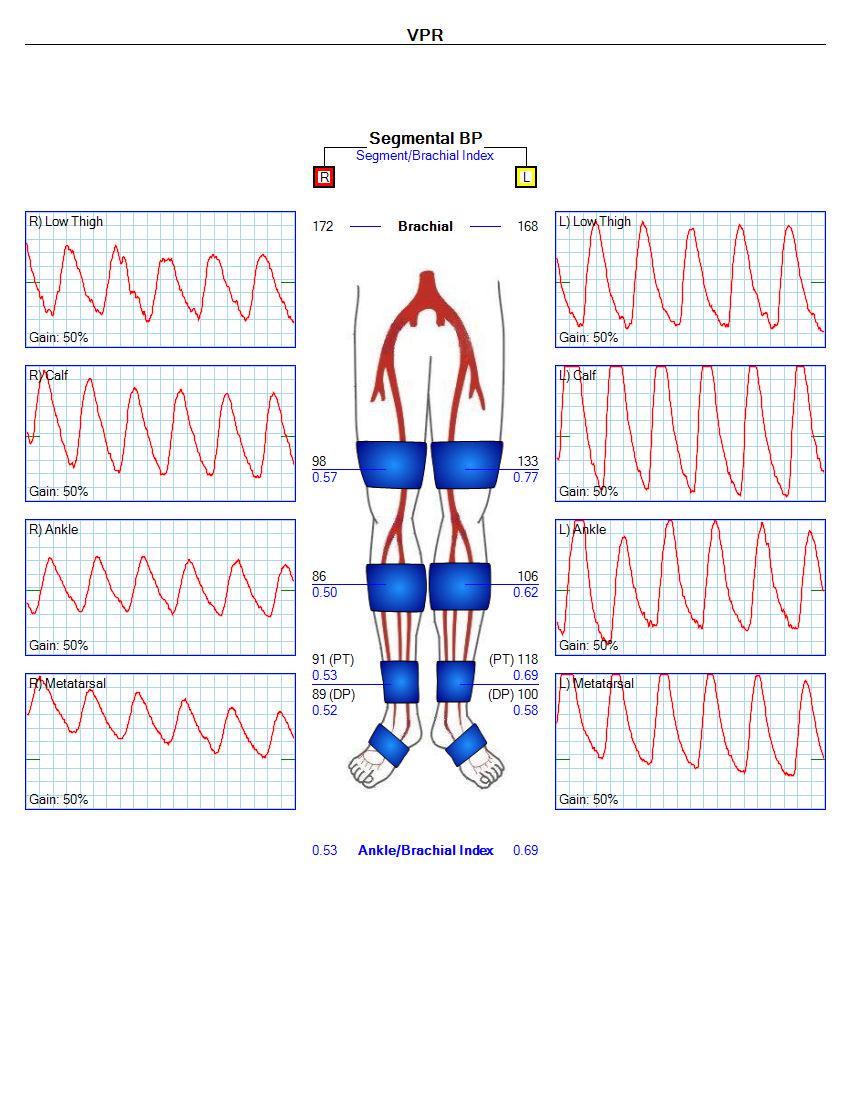 VPR
Segmental BP
Segment/Brachial Index
R
L
172
Brachial
168
R) Low Thigh
Gain: 50%
L) Low Thigh
Gain: 50%
R) Calf
Gain: 50%
L) Calf
Gain: 50%
98
0.57
133
0.77
R) Ankle
Gain: 50%
L) Ankle
Gain: 50%
86
0.50
106
0.62
91 (PT)
0.53
89 (DP)
0.52
(PT) 118
0.69
(DP) 100
0.58
R) Metatarsal
Gain: 50%
L) Metatarsal
Gain: 50%
0.53
Ankle/Brachial Index
0.69